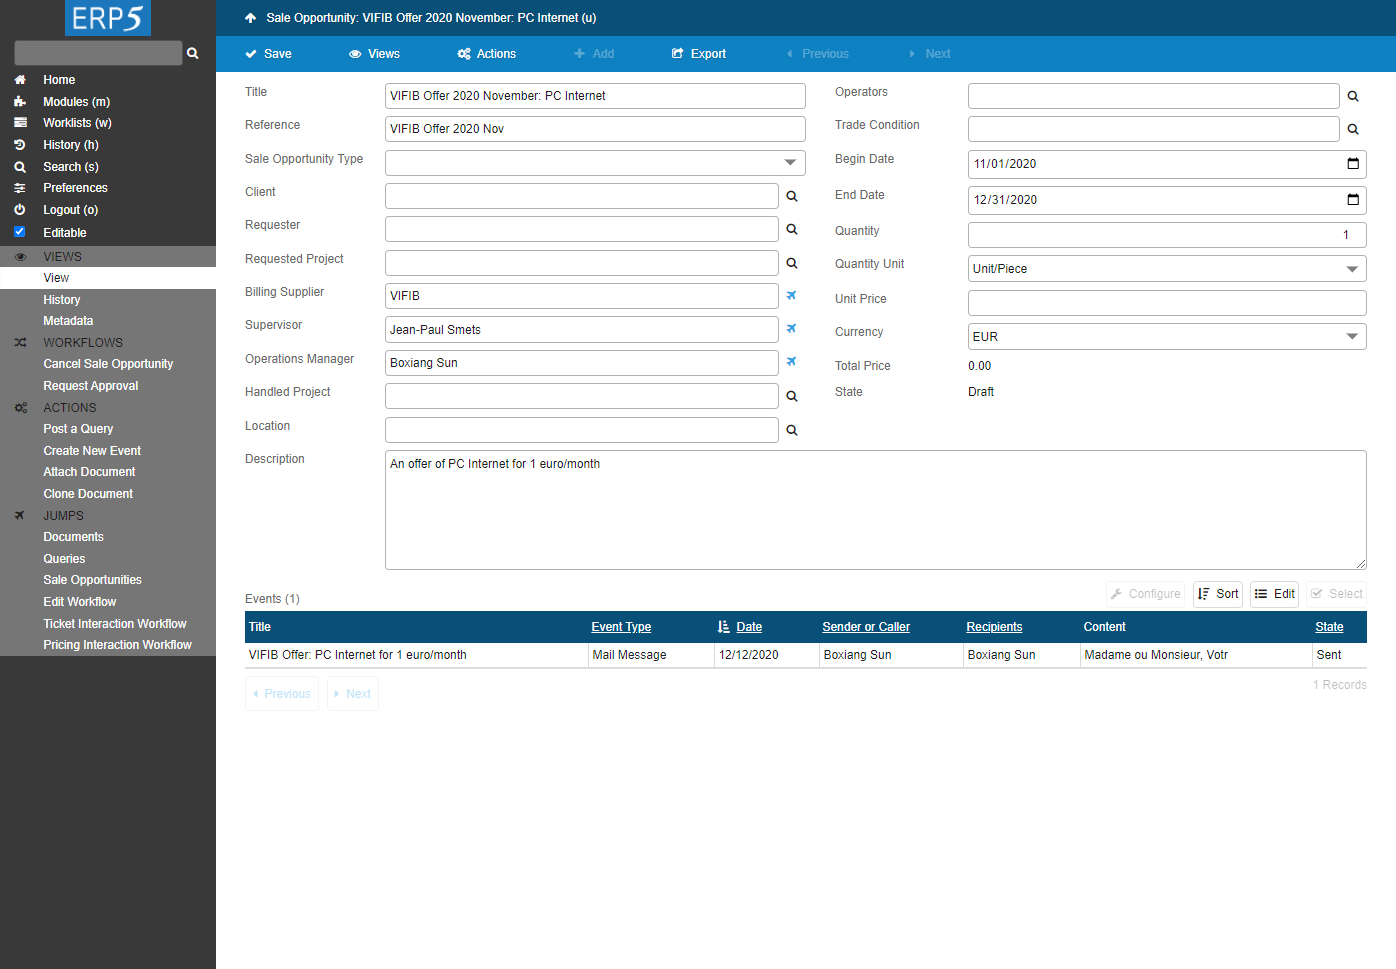 ERP5
Home
Modules (m)
Worklists (w)
History (h)
Search (s)
Preferences
Logout (o)
Editable
VIEWS
View
History
Metadata
WORKFLOWS
Cancel Sale Opportunity
Request Approval
ACTIONS
Post a Query
Create New Event
Attach Document
Clone Document
JUMPS
Documents
Queries
Sale Opportunities
Edit Workflow
Ticket Interaction Workflow
Pricing Interaction Workflow
Sale Opportunity: VIFIB Offer 2020 November: PC Internet (u)
Save Views Actions Add Export Previous Next
Title VIFIB Offer 2020 November: PC Internet
Reference VIFIB Offer 2020 Nov
Sale Opportunity Type
Client
Requester
Requested Project
Billing Supplier VIFIB
Supervisor Jean-Paul Smets
Operations Manager Boxiang Sun
Handled Project
Location
Operators
Trade Condition
Begin Date 11/01/2020
End Date 12/31/2020
Quantity 1
Quantity Unit Unit/Piece
Unit Price
Currency EUR
Total Price 0.00
State Draft
Description An offer of PC Internet for 1 euro/month
Events (1) Configure Sort Edit Select
Title Event Type Date Sender or Caller Recipients Content State
VIFIB Offer: PC Internet for 1 euro/month Mail Message 12/12/2020 Boxiang Sun Boxiang Sun Madame ou Monsieur, Votr Sent
Previous Next 1 Records